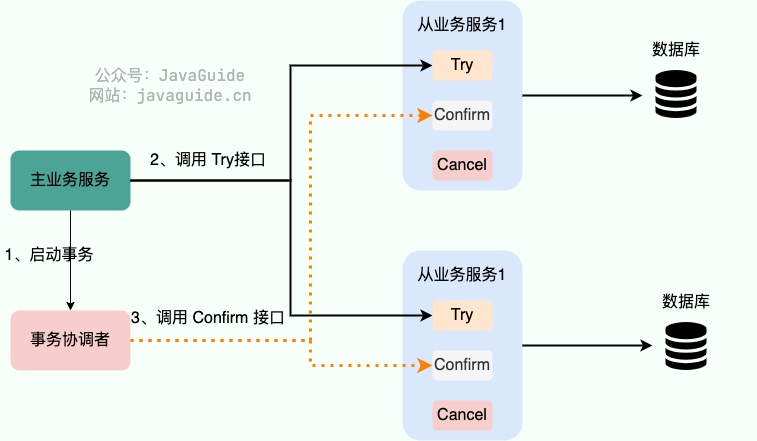 公众号：JavaGuide
网站：javaguide.cn
从业务服务1
Try
Confirm
Cancel
数据库
主业务服务
2、调用 Try接口
1、启动事务
事务协调者
3、调用 Confirm 接口
从业务服务1
Try
Confirm
Cancel
数据库